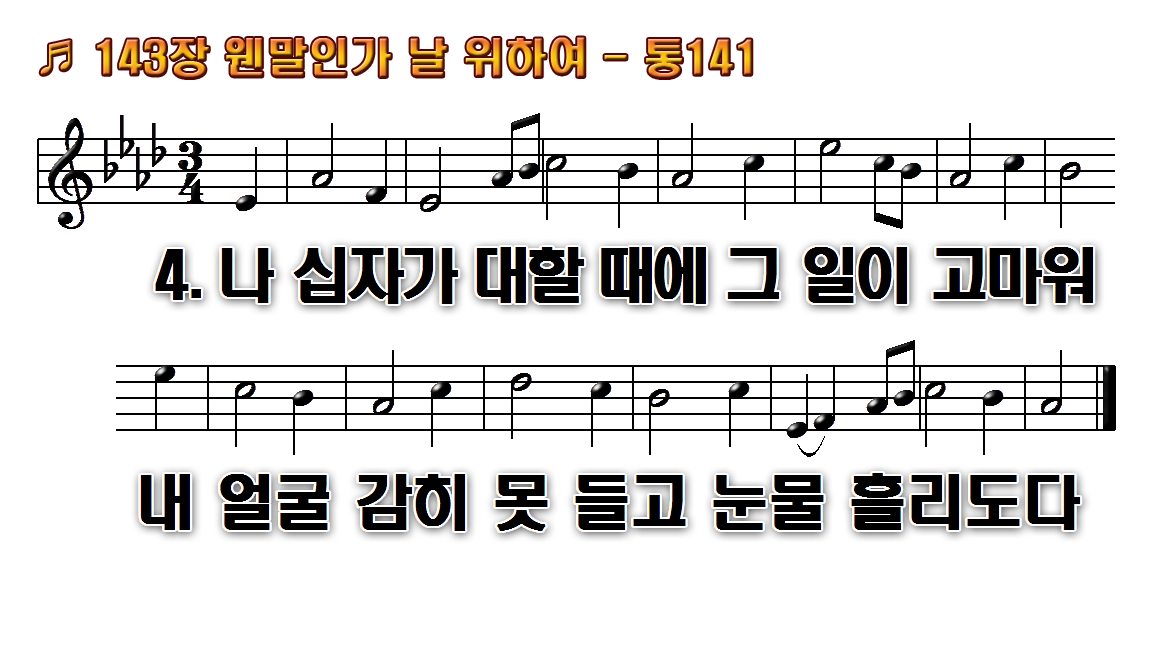 ♬ 143장 웬말인가 날 위하여 - 통141
3
4
4. 나 십자가 대할 때에 그 일이 고마워
내 얼굴 감히 못 들고 눈물 흘리도다